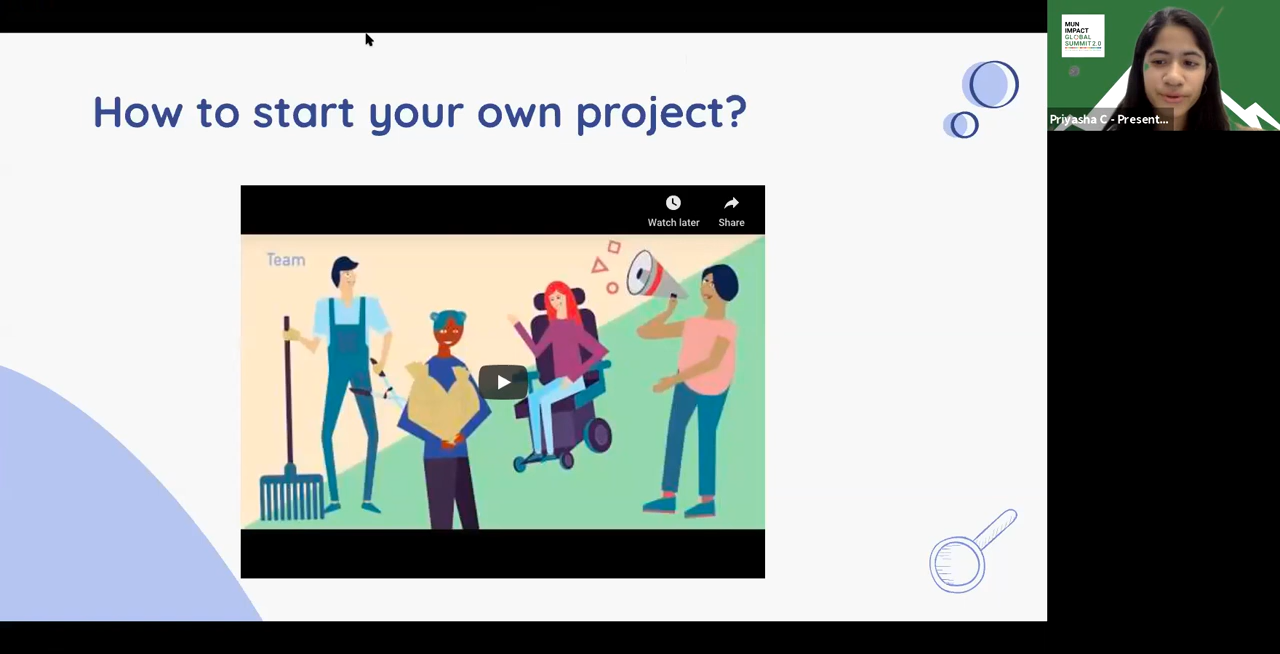 How to start your own project?
Watch later
Share
Team
MUN
IMPACT
GLOBAL
SUMMIT 2.0
Priyasha C - Present...